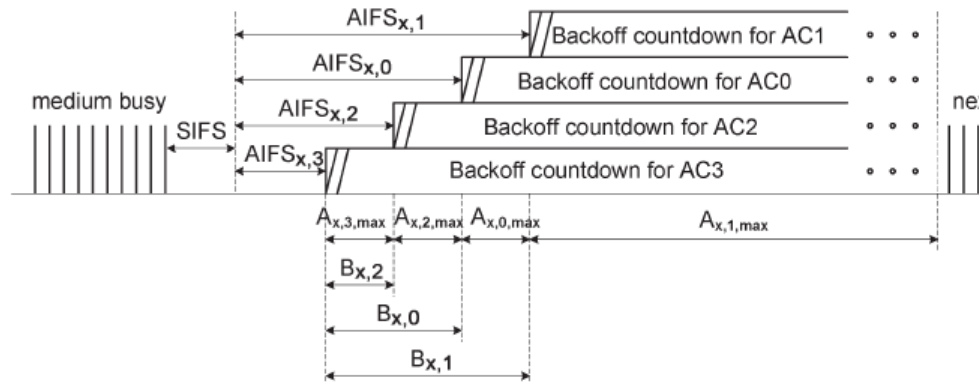 AIFSx,1
Backoff countdown for AC1
AIFSx,0
Backoff countdown for AC0
medium busy
AIFSx,2
Backoff countdown for AC2
SIFS
AIFSx,3
Backoff countdown for AC3
Ax,3,max
Ax,2,max
Ax,0,max
Ax,1,max
Bx,2
Bx,0
Bx,1